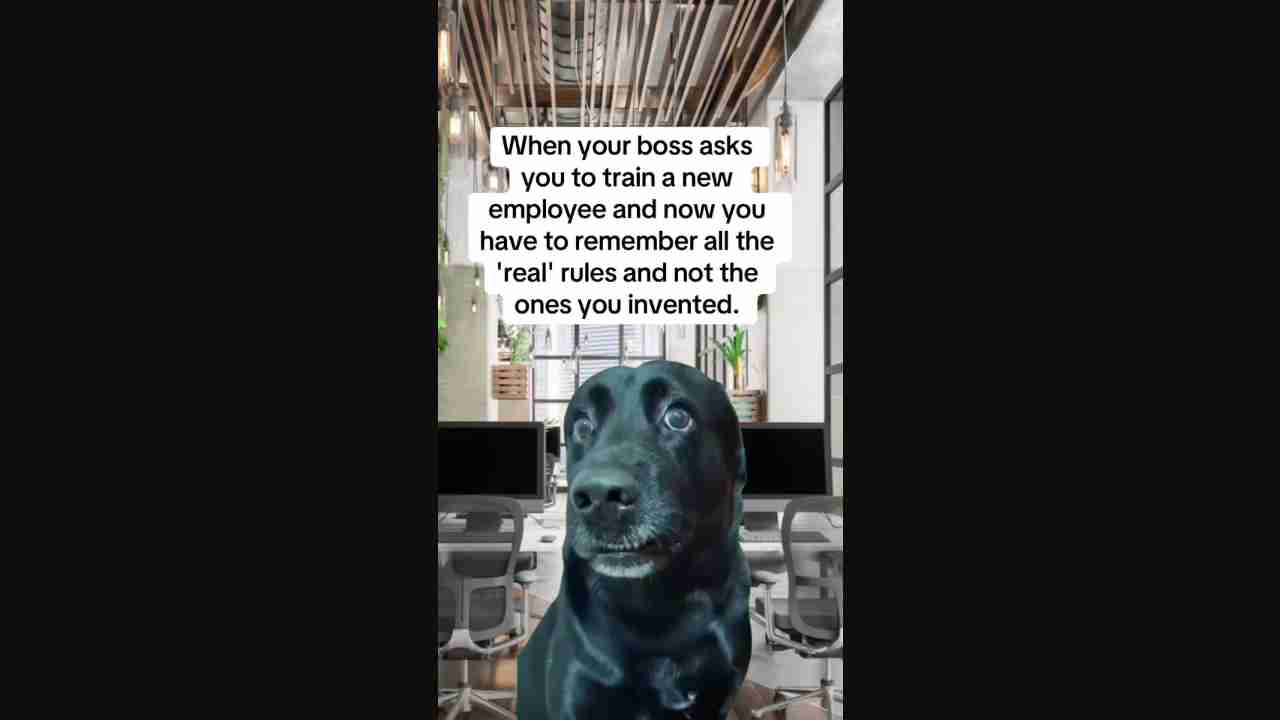 When your boss asks
you to train a new
employee and now you
have to remember all the
'real' rules and not the
ones you invented.